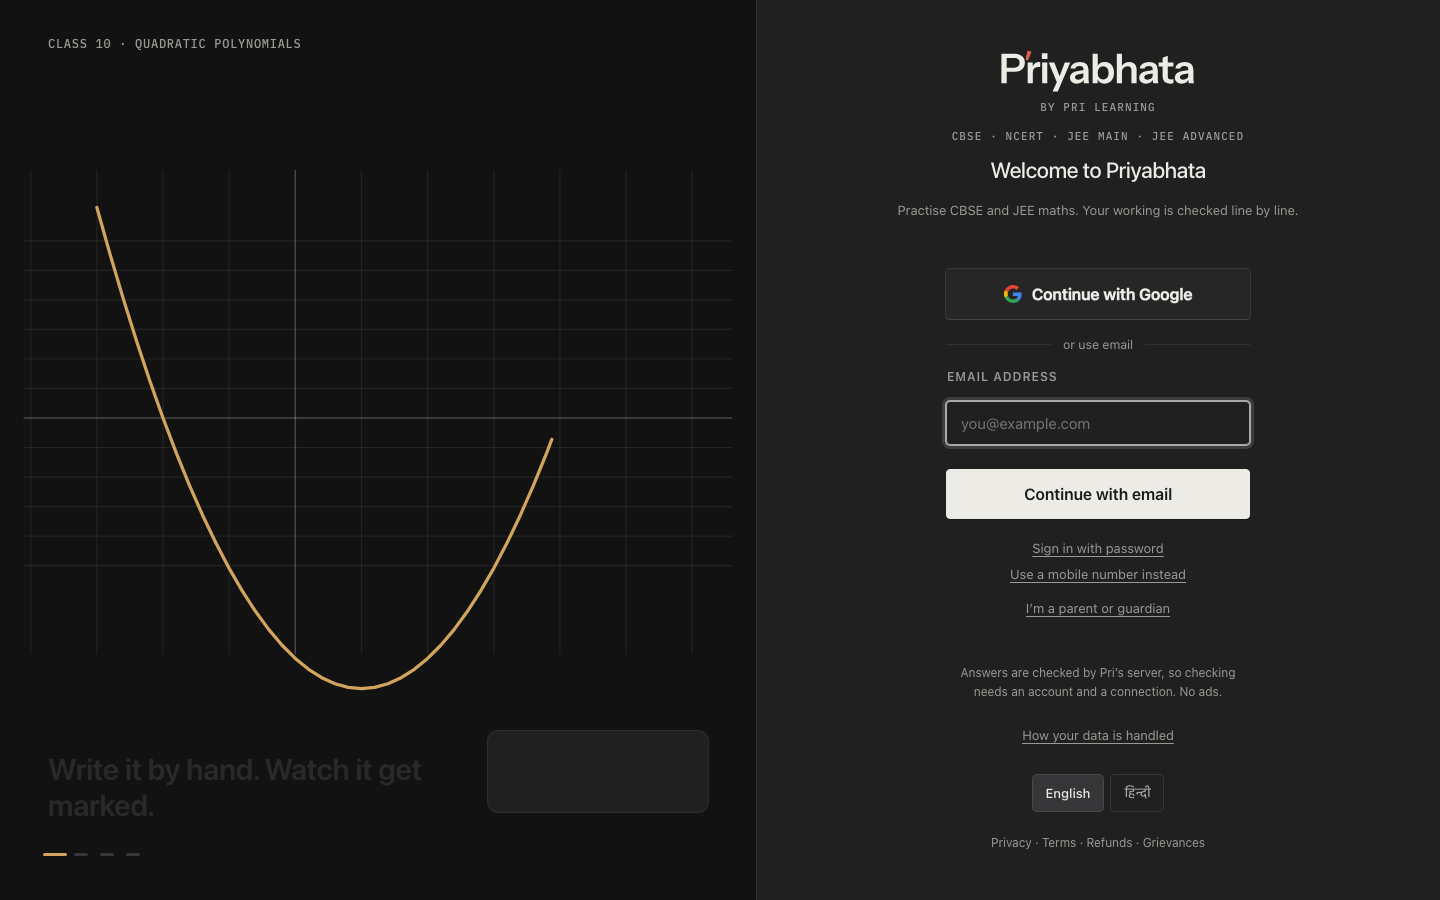 CLASS 10 · QUADRATIC POLYNOMIALS
Write it by hand. Watch it get
marked.
Priyabhata
BY PRI LEARNING
CBSE · NCERT · JEE MAIN · JEE ADVANCED
Welcome to Priyabhata
Practise CBSE and JEE maths. Your working is checked line by line.
Continue with Google
or use email
EMAIL ADDRESS
you@example.com
Continue with email
Sign in with password
Use a mobile number instead
I’m a parent or guardian
Answers are checked by Pri’s server, so checking
needs an account and a connection. No ads.
How your data is handled
English हिन्दी
Privacy · Terms · Refunds · Grievances